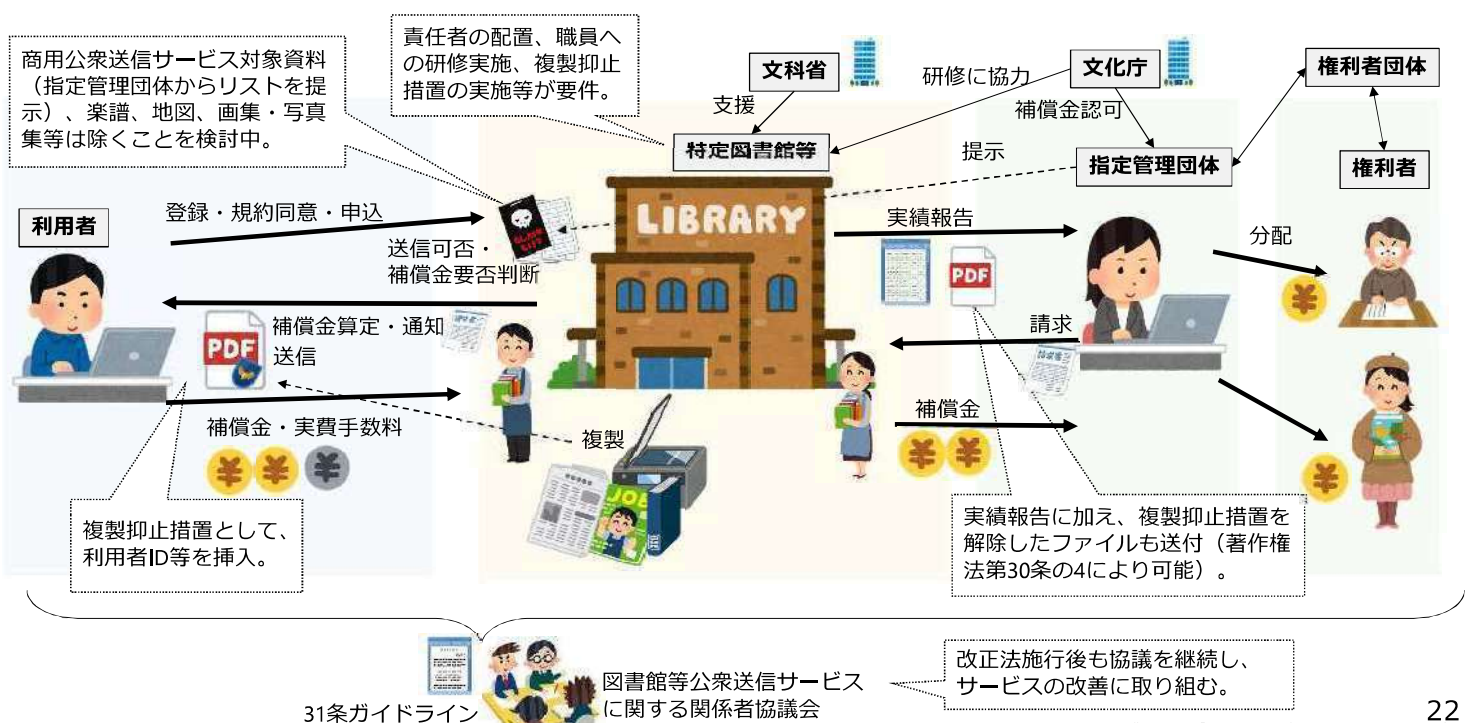 商用公衆送信サービス対象資料
（指定管理団体からリストを提
示）、楽譜、地図、画集・写真
集等は除くことを検討中。
責任者の配置、職員へ
の研修実施、複製抑止
措置の実施等が要件。
文科省
支援
研修に協力
文化庁
補償金認可
権利者団体
特定図書館等
提示
指定管理団体
権利者
利用者
登録・規約同意・申込
送信可否・
補償金要否判断
LIBRARY
実績報告
PDF
分配
補償金算定・通知
送信
PDF
請求
請求書
補償金・実費手数料
複製
JOB
補償金
複製抑止措置として、
利用者ID等を挿入。
実績報告に加え、複製抑止措置を
解除したファイルも送付（著作権
法第30条の4により可能）。
31条ガイドライン
図書館等公衆送信サービス
に関する関係者協議会
改正法施行後も協議を継続し、
サービスの改善に取り組む。
22